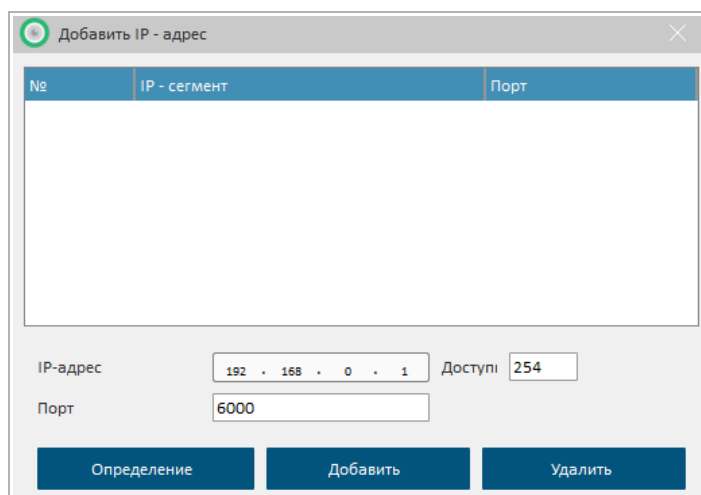 Добавить IP - адрес
№ IP - сегмент Порт
IP-адрес 192 . 168 . 0 . 1 Доступ 254
Порт 6000
Определение Добавить Удалить